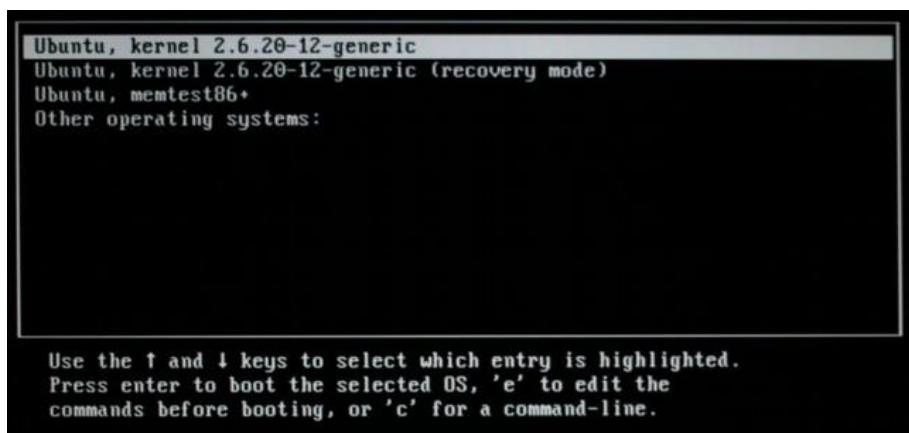 Ubuntu, kernel 2.6.20-12-generic
Ubuntu, kernel 2.6.20-12-generic (recovery mode)
Ubuntu, memtest86+
Other operating systems:
Use the ↑ and ↓ keys to select which entry is highlighted.
Press enter to boot the selected OS, 'e' to edit the
commands before booting, or 'c' for a command-line.